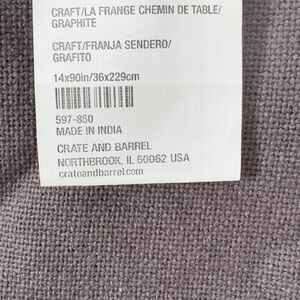 CRAFT/LA FRANGE CHEMIN DE TABLE/
GRAPHITE
CRAFT/FRANJA SENDERO/
GRAFITO
14x90in/36x229cm
597-850
MADE IN INDIA
CRATE AND BARREL
NORTHBROOK, IL 60062 USA
crateandbarrel.com